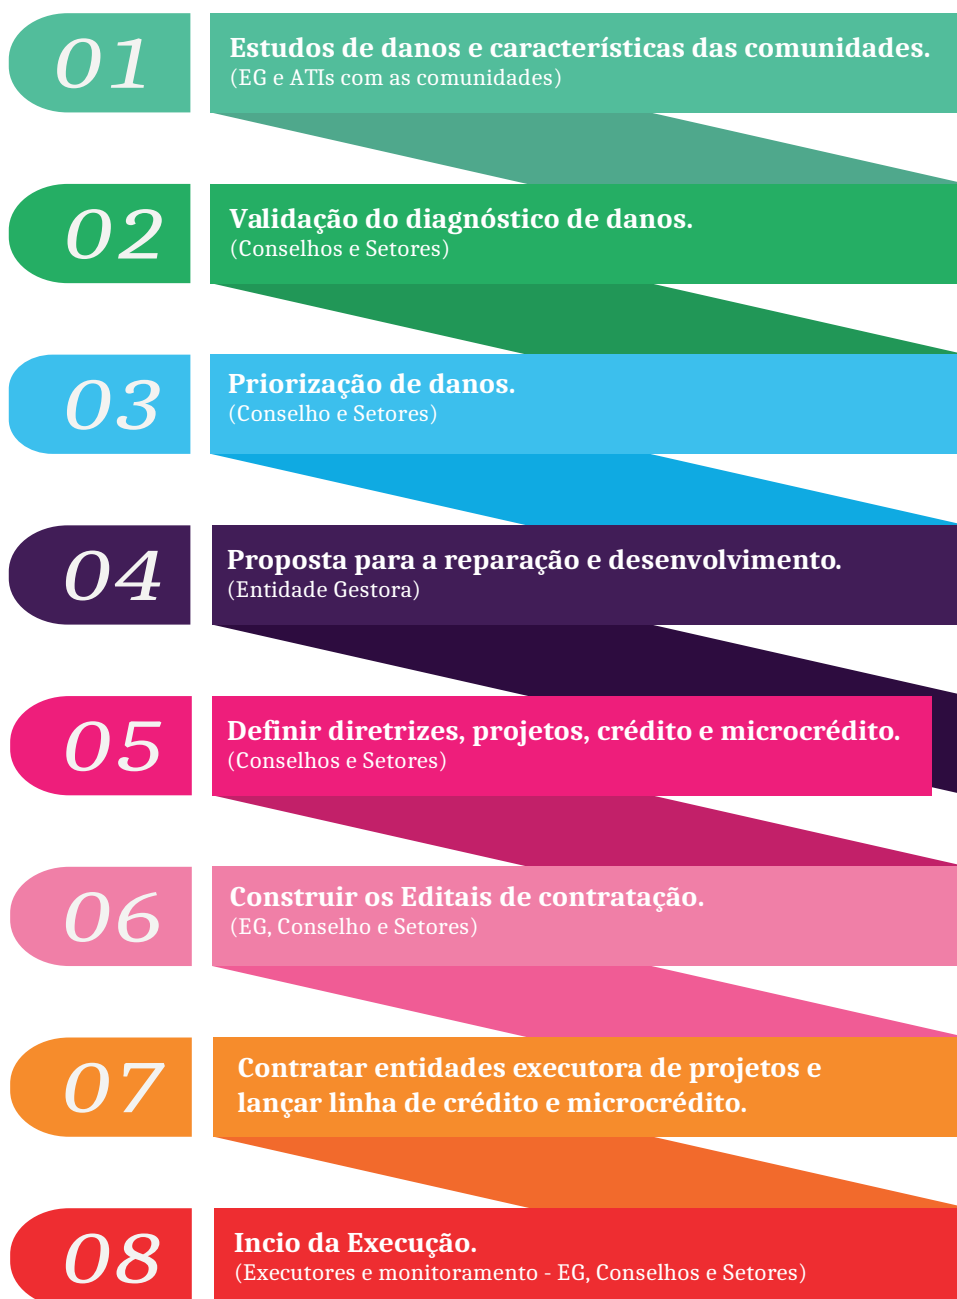 01
Estudos de danos e características das comunidades.
(EG e ATIs com as comunidades)
02
Validação do diagnóstico de danos.
(Conselhos e Setores)
03
Priorização de danos.
(Conselho e Setores)
04
Proposta para a reparação e desenvolvimento.
(Entidade Gestora)
05
Definir diretrizes, projetos, crédito e microcrédito.
(Conselhos e Setores)
06
Construir os Editais de contratação.
(EG, Conselho e Setores)
07
Contratar entidades executora de projetos e
lançar linha de crédito e microcrédito.
08
Incio da Execução.
(Executores e monitoramento - EG, Conselhos e Setores)